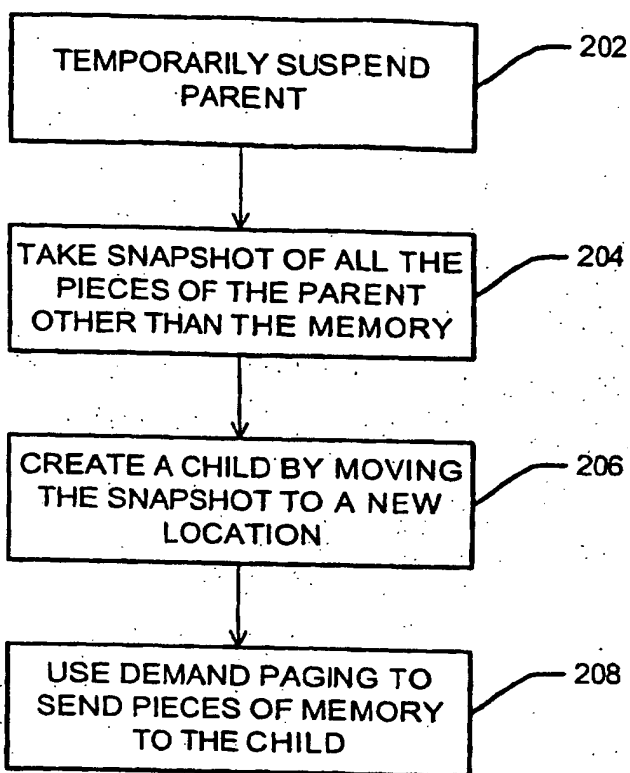 TEMPORARILY SUSPEND
PARENT
202
TAKE SNAPSHOT OF ALL THE
PIECES OF THE PARENT
OTHER THAN THE MEMORY
204
CREATE A CHILD BY MOVING
THE SNAPSHOT TO A NEW
LOCATION
206
USE DEMAND PAGING TO
SEND PIECES OF MEMORY
TO THE CHILD
208